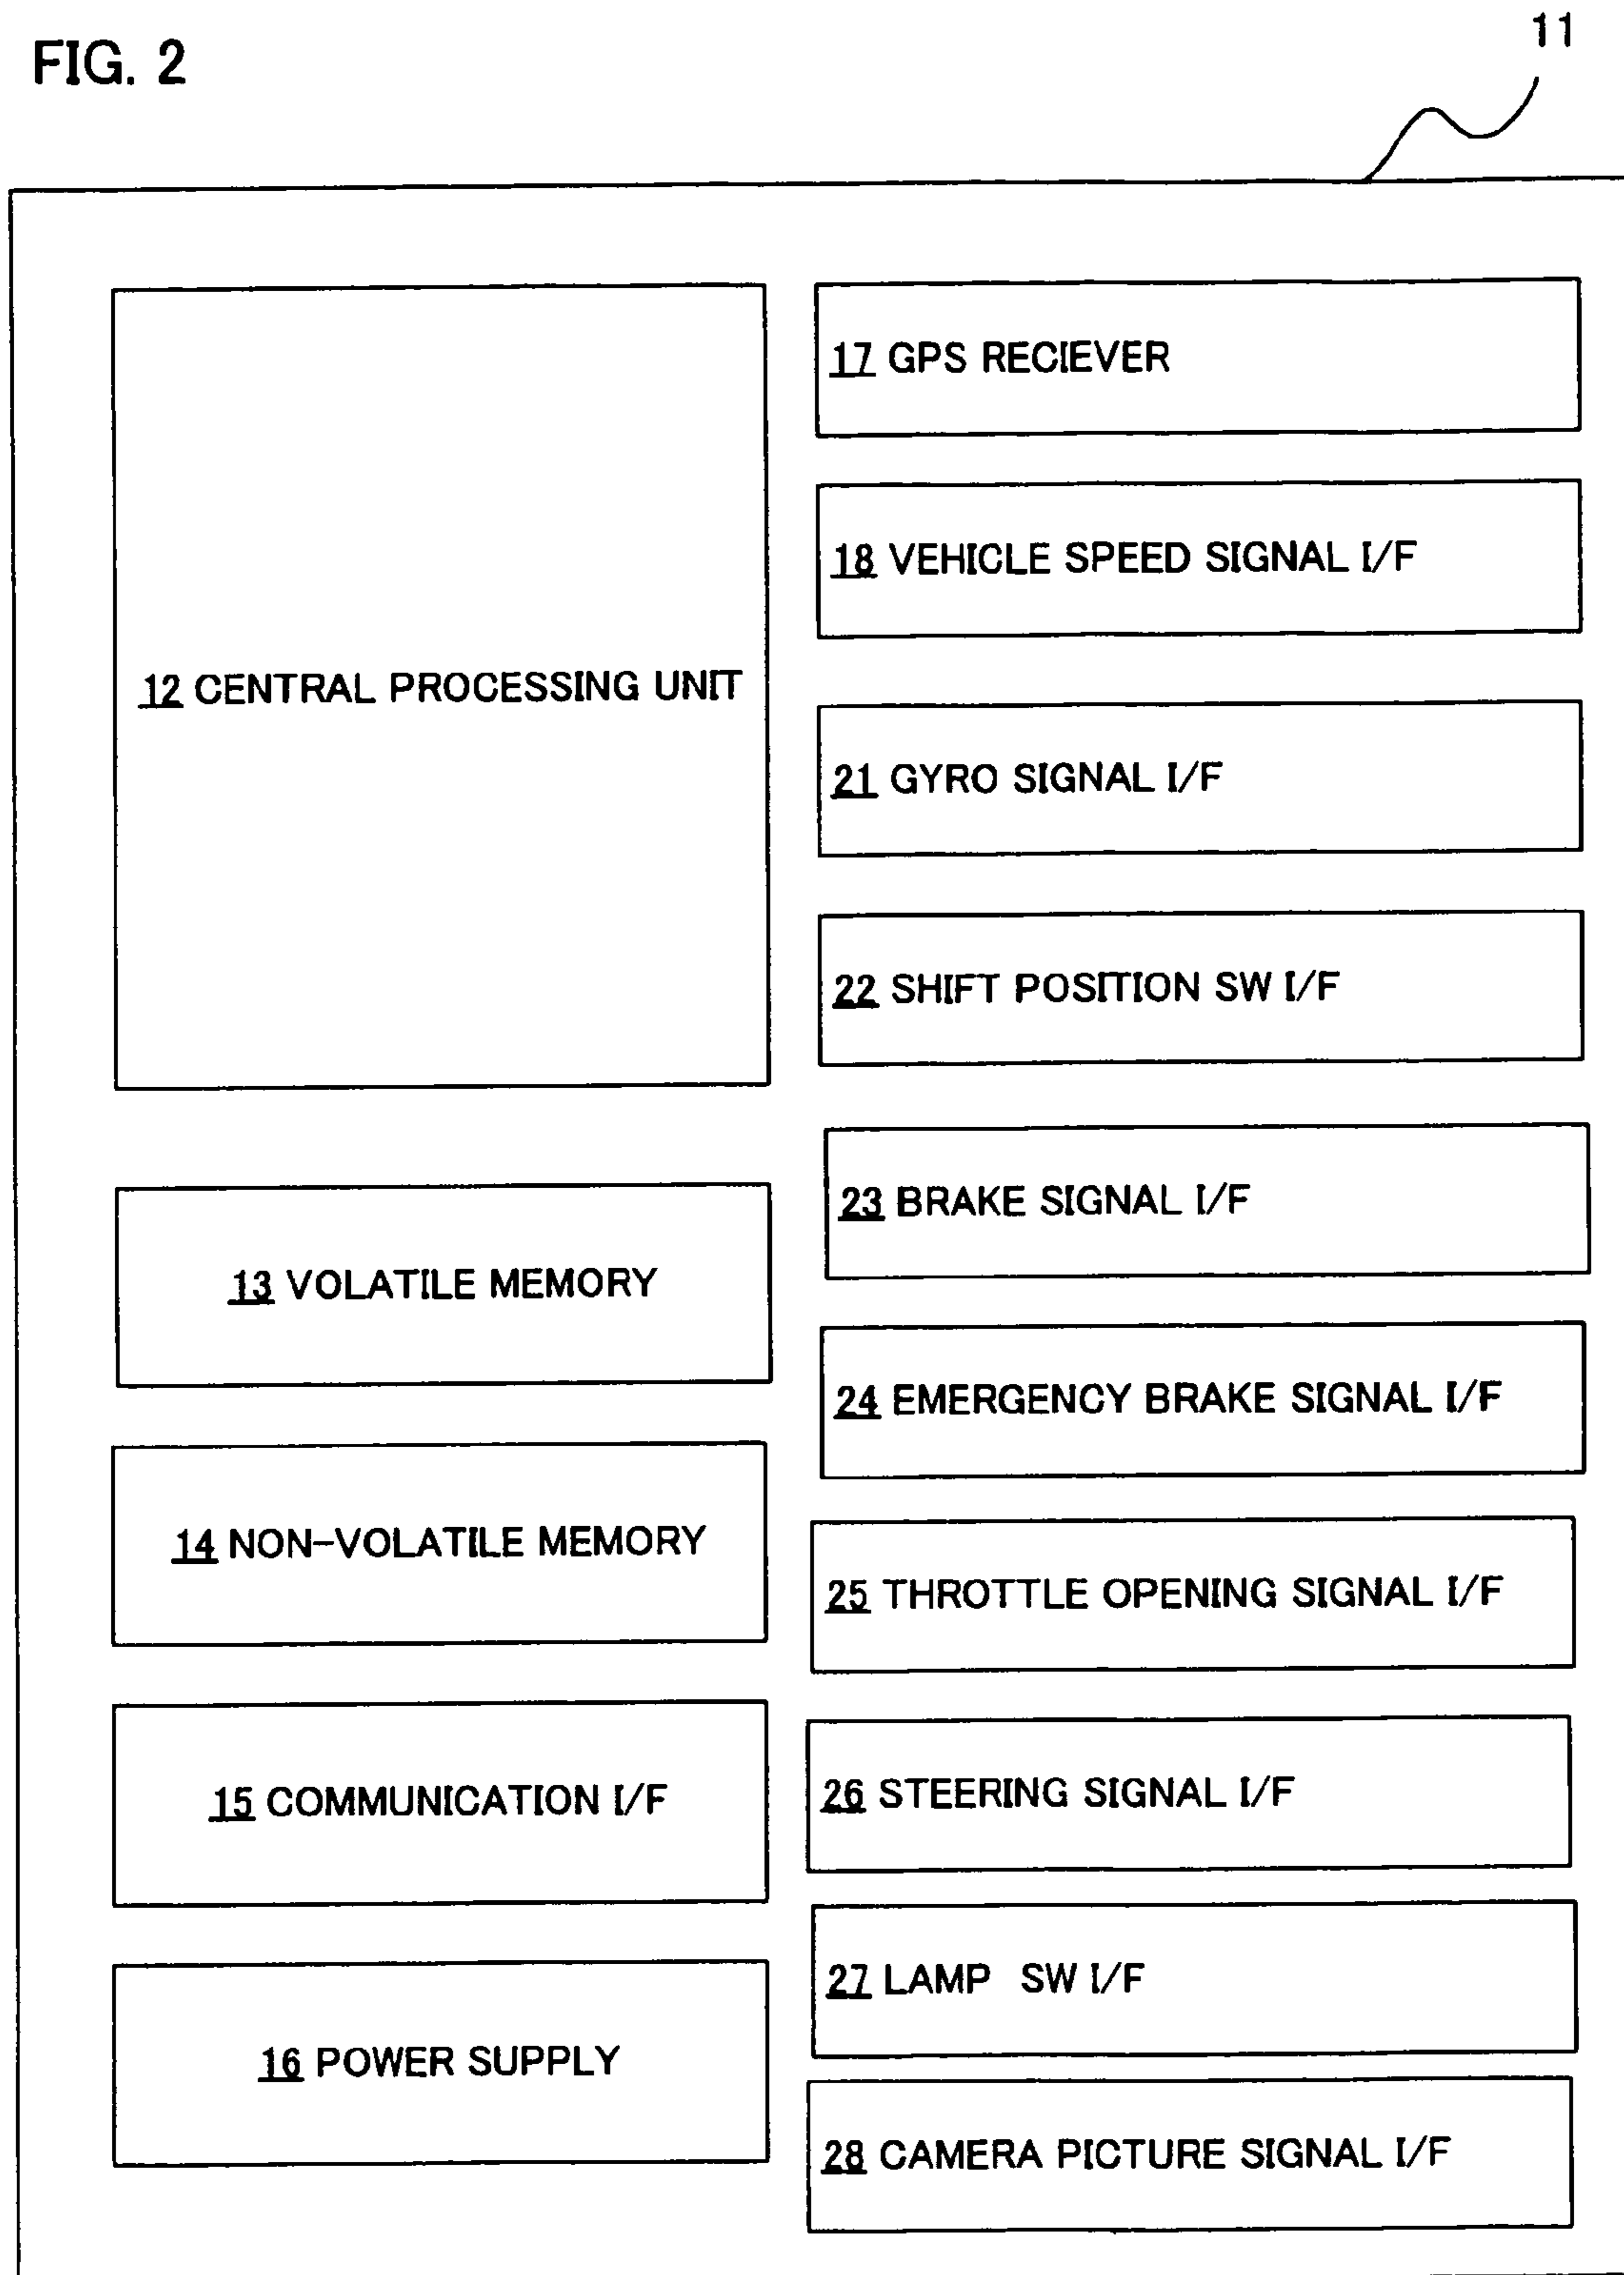 FIG. 2
11
12 CENTRAL PROCESSING UNIT
13 VOLATILE MEMORY
14 NON-VOLATILE MEMORY
15 COMMUNICATION I/F
16 POWER SUPPLY
17 GPS RECIEVER
18 VEHICLE SPEED SIGNAL I/F
21 GYRO SIGNAL I/F
22 SHIFT POSITION SW I/F
23 BRAKE SIGNAL I/F
24 EMERGENCY BRAKE SIGNAL I/F
25 THROTTLE OPENING SIGNAL I/F
26 STEERING SIGNAL I/F
27 LAMP SW I/F
28 CAMERA PICTURE SIGNAL I/F